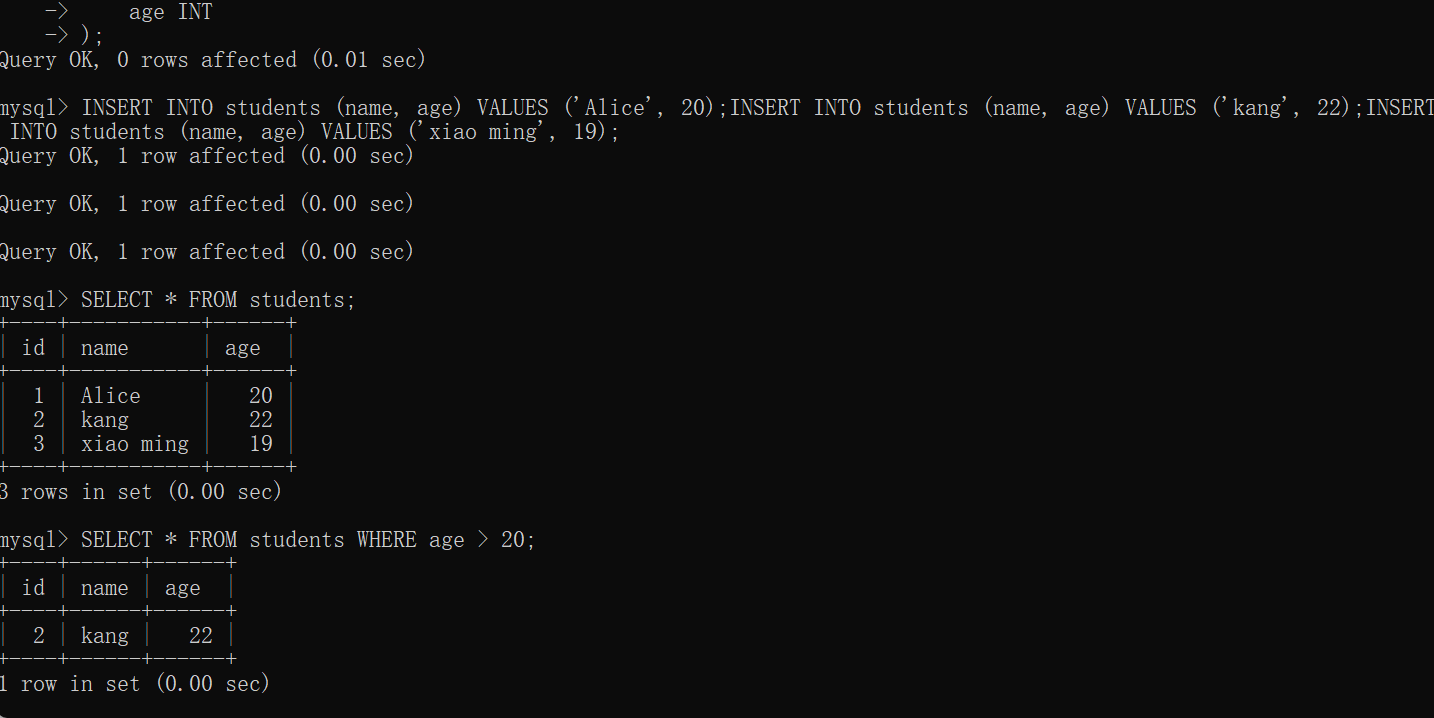 ->     age INT
    -> );
Query OK, 0 rows affected (0.01 sec)
mysql> INSERT INTO students (name, age) VALUES ('Alice', 20);INSERT INTO students (name, age) VALUES ('kang', 22);INSERT
 INTO students (name, age) VALUES ('xiao ming', 19);
Query OK, 1 row affected (0.00 sec)
Query OK, 1 row affected (0.00 sec)
Query OK, 1 row affected (0.00 sec)
mysql> SELECT * FROM students;
+----+-----------+------+
| id | name      | age  |
+----+-----------+------+
|  1 | Alice     |   20 |
|  2 | kang      |   22 |
|  3 | xiao ming |   19 |
+----+-----------+------+
3 rows in set (0.00 sec)
mysql> SELECT * FROM students WHERE age > 20;
+----+------+------+
| id | name | age  |
+----+------+------+
|  2 | kang |   22 |
+----+------+------+
1 row in set (0.00 sec)